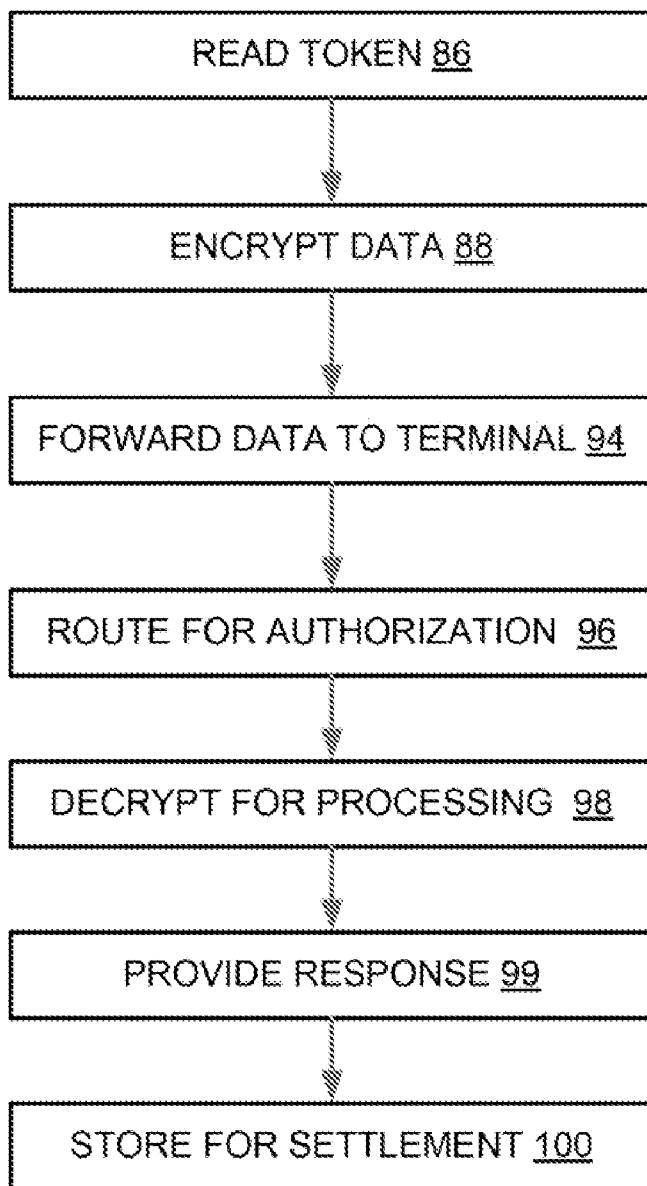 READ TOKEN 86
ENCRYPT DATA 88
FORWARD DATA TO TERMINAL 94
ROUTE FOR AUTHORIZATION 96
DECRYPT FOR PROCESSING 98
PROVIDE RESPONSE 99
STORE FOR SETTLEMENT 100